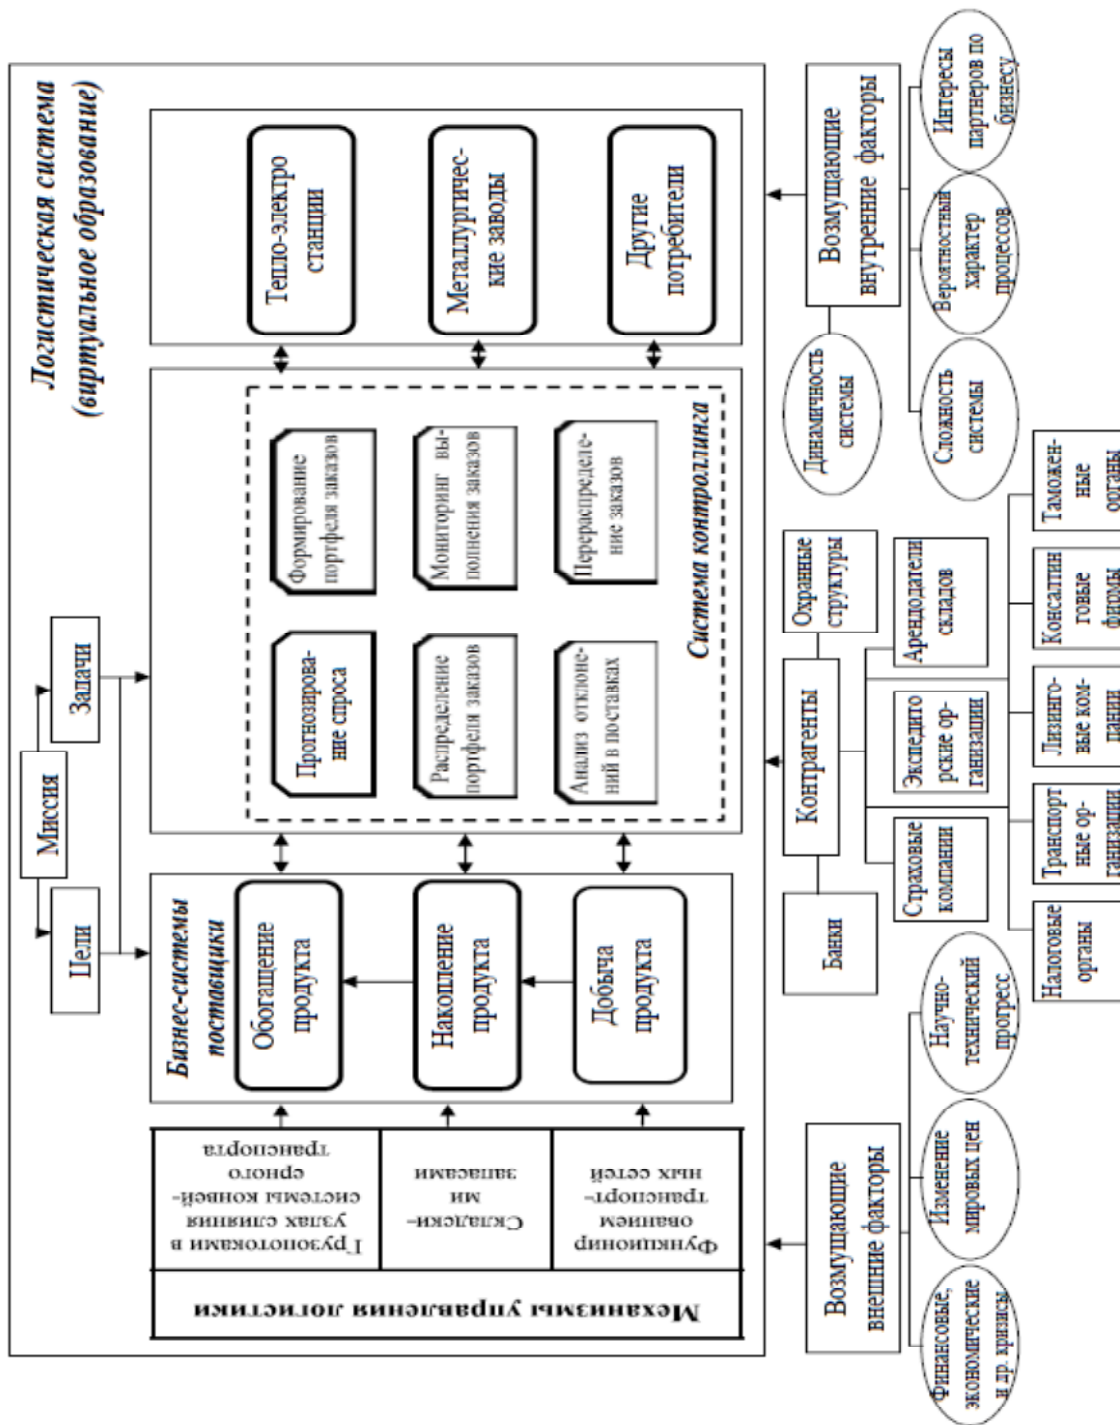 Логистическая система
(виртуальное образование)
Миссия
Цели
Задачи
Механизмы управления логистики
Грузопотоками в
узлах слияния
системы конвей-
ерного
транспорта
Складски-
ми
запасами
Функционир
ованием
транспорт-
ных сетей
Бизнес-системы
поставщики
Обогащение
продукта
Накопление
продукта
Добыча
продукта
Прогнозирова-
ние спроса
Формирование
портфеля заказов
Распределение
портфеля заказов
Мониторинг вы-
полнения заказов
Анализ отклоне-
ний в поставках
Перераспределе-
ние заказов
Система контроллинга
Тепло-электро
станции
Металлургичес-
кие заводы
Другие
потребители
Возмущающие
внешние факторы
Финансовые,
экономические
и др. кризисы
Изменение
мировых цен
Научно-
технический
прогресс
Контрагенты
Банки
Охранные
структуры
Страховые
компании
Экспедито
рские ор-
ганизации
Арендодатели
складов
Налоговые
органы
Транспорт
ные ор-
ганизации
Лизинго-
вые ком-
пании
Консалтин
говые
фирмы
Таможен-
ные
органы
Возмущающие
внутренние факторы
Динамичность
системы
Сложность
системы
Вероятностный
характер
процессов
Интересы
партнеров по
бизнесу